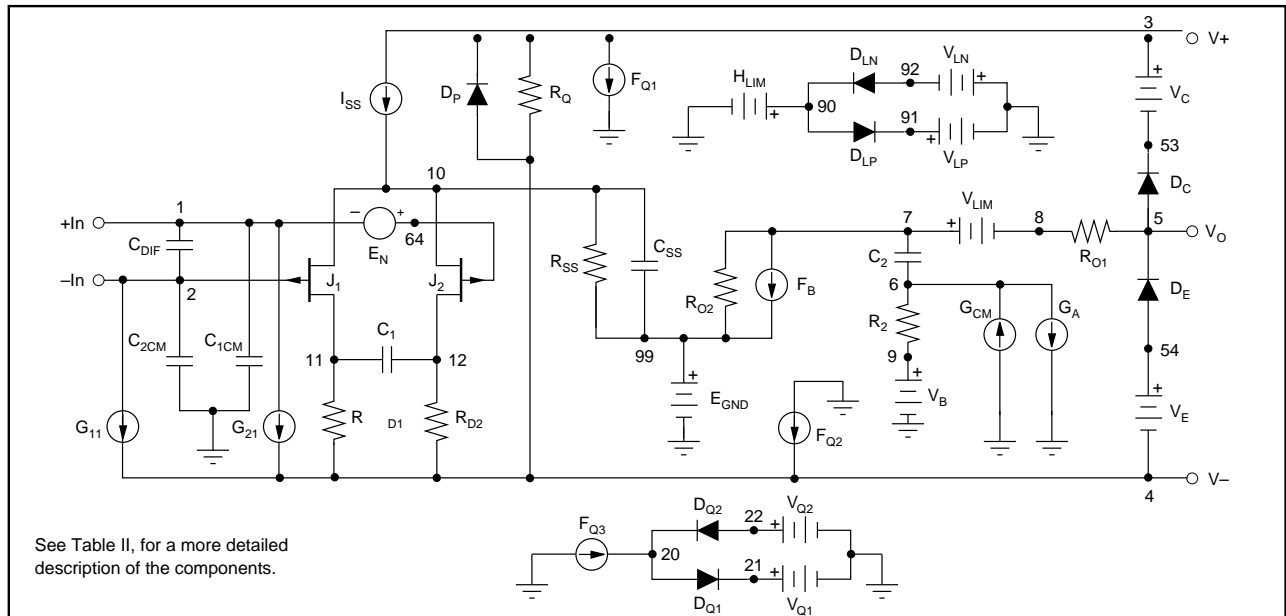 3
V+
DLN
92
VLN
+
HLIM
90
+
91
+
DLP
VLP
+
VC
53
DC
ISS
DP
RQ
FQ1
10
1
+In
–
+
EN
64
CDIF
–In
2
J1
J2
RSS
CSS
7
VLIM
+
8
5
VO
RO1
C2
RO2
FB
6
R2
GCM
GA
DE
9
+
VB
54
+
VE
C2CM
C1CM
C1
11
12
99
+
EGND
G11
G21
R
D1
RD2
FQ2
V–
4
DQ2
22
VQ2
+
FQ3
20
21
+
DQ1
VQ1
See Table II, for a more detailed
description of the components.